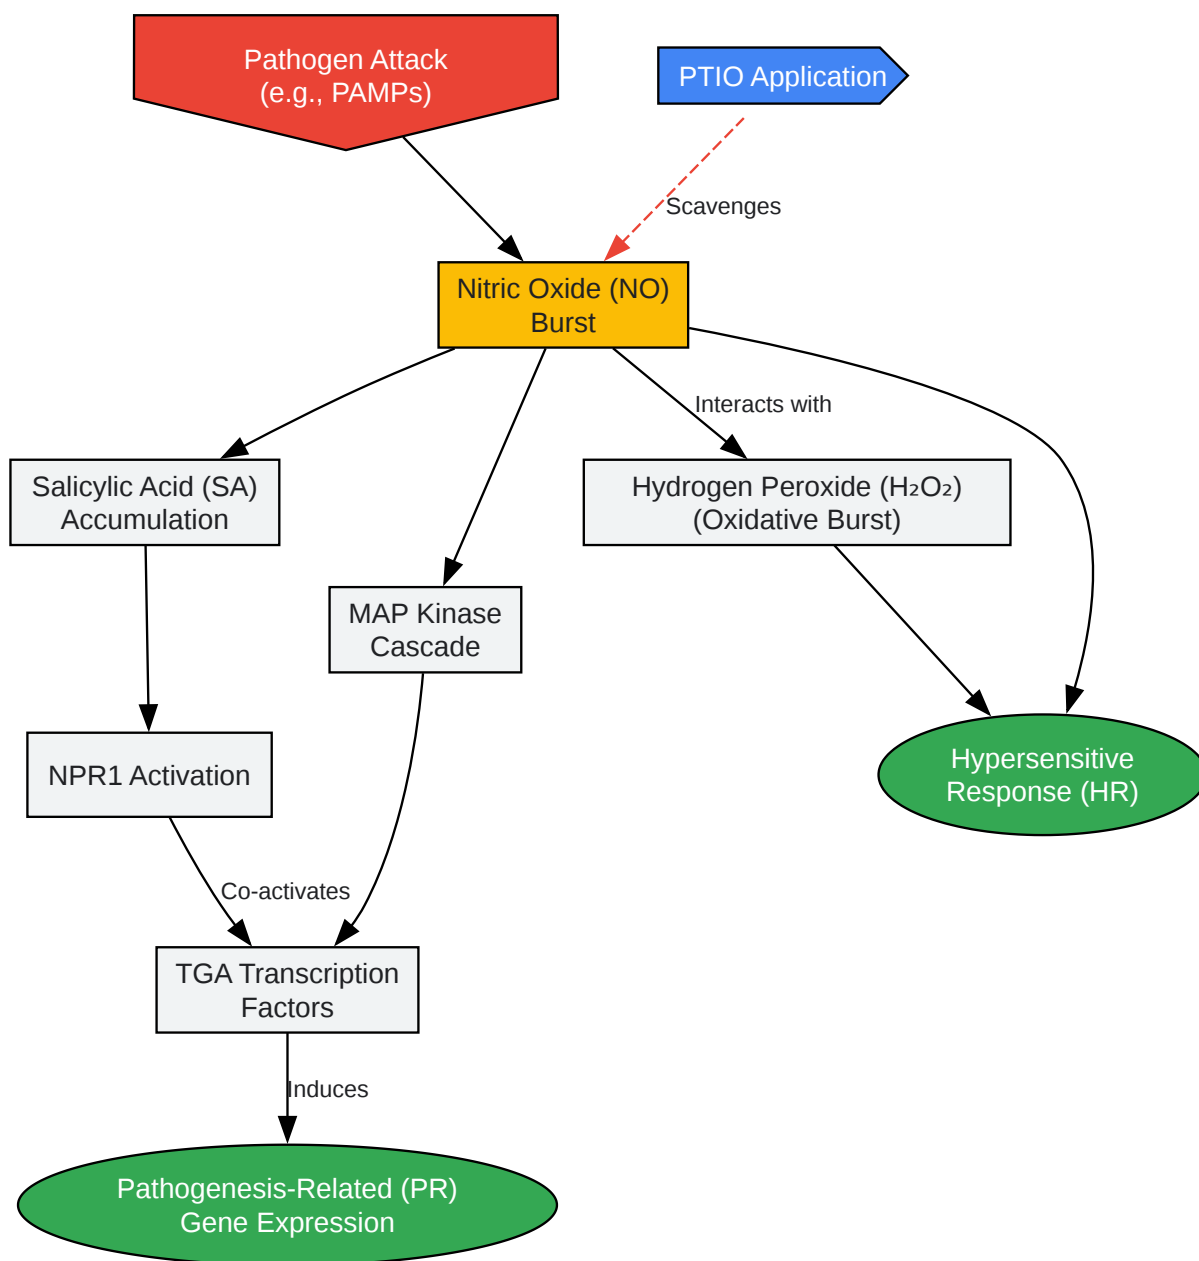 Pathogen Attack
(e.g., PAMPs)
PTIO Application
Scavenges
Nitric Oxide (NO)
Burst
Interacts with
Salicylic Acid (SA)
Accumulation
Hydrogen Peroxide (H₂O₂)
(Oxidative Burst)
MAP Kinase
Cascade
NPR1 Activation
Hypersensitive
Response (HR)
Co-activates
TGA Transcription
Factors
Induces
Pathogenesis-Related (PR)
Gene Expression